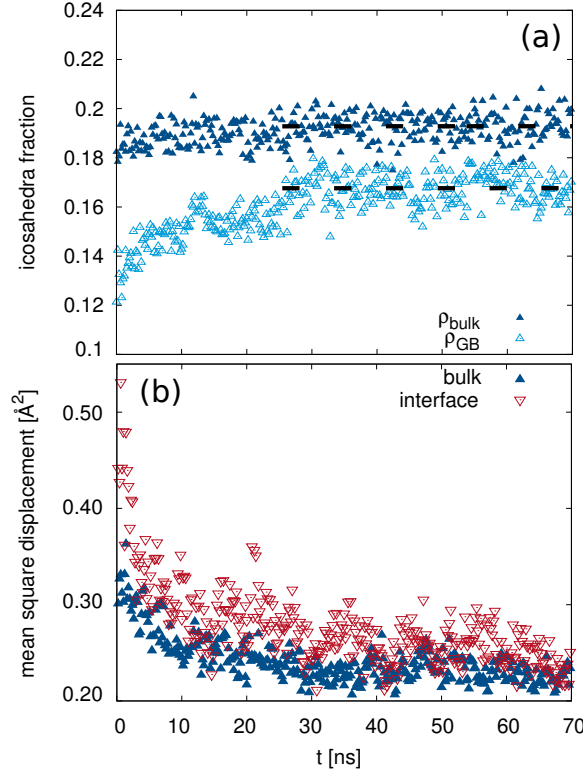 (a)
0.24
0.22
0.2
0.18
0.16
0.14
0.12
0.1
icosahedra fraction
ρbulk
ρGB
(b)
bulk
interface
0.50
0.40
0.30
0.20
mean square displacement [Å²]
0 10 20 30 40 50 60 70
t [ns]